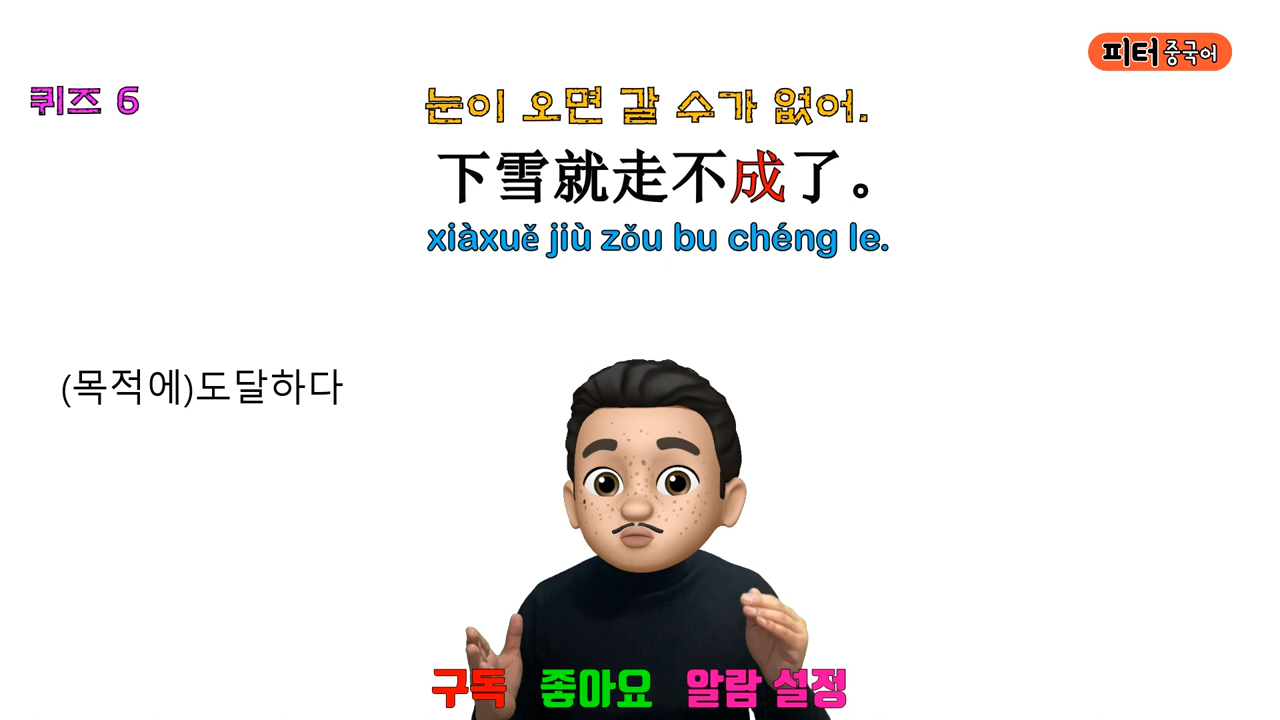 피터 중국어
퀴즈 6
눈이 오면 갈 수가 없어.
下雪就走不成了。
xiàxuě jiù zǒu bu chéng le.
(목적에)도달하다
구독 좋아요 알람 설정